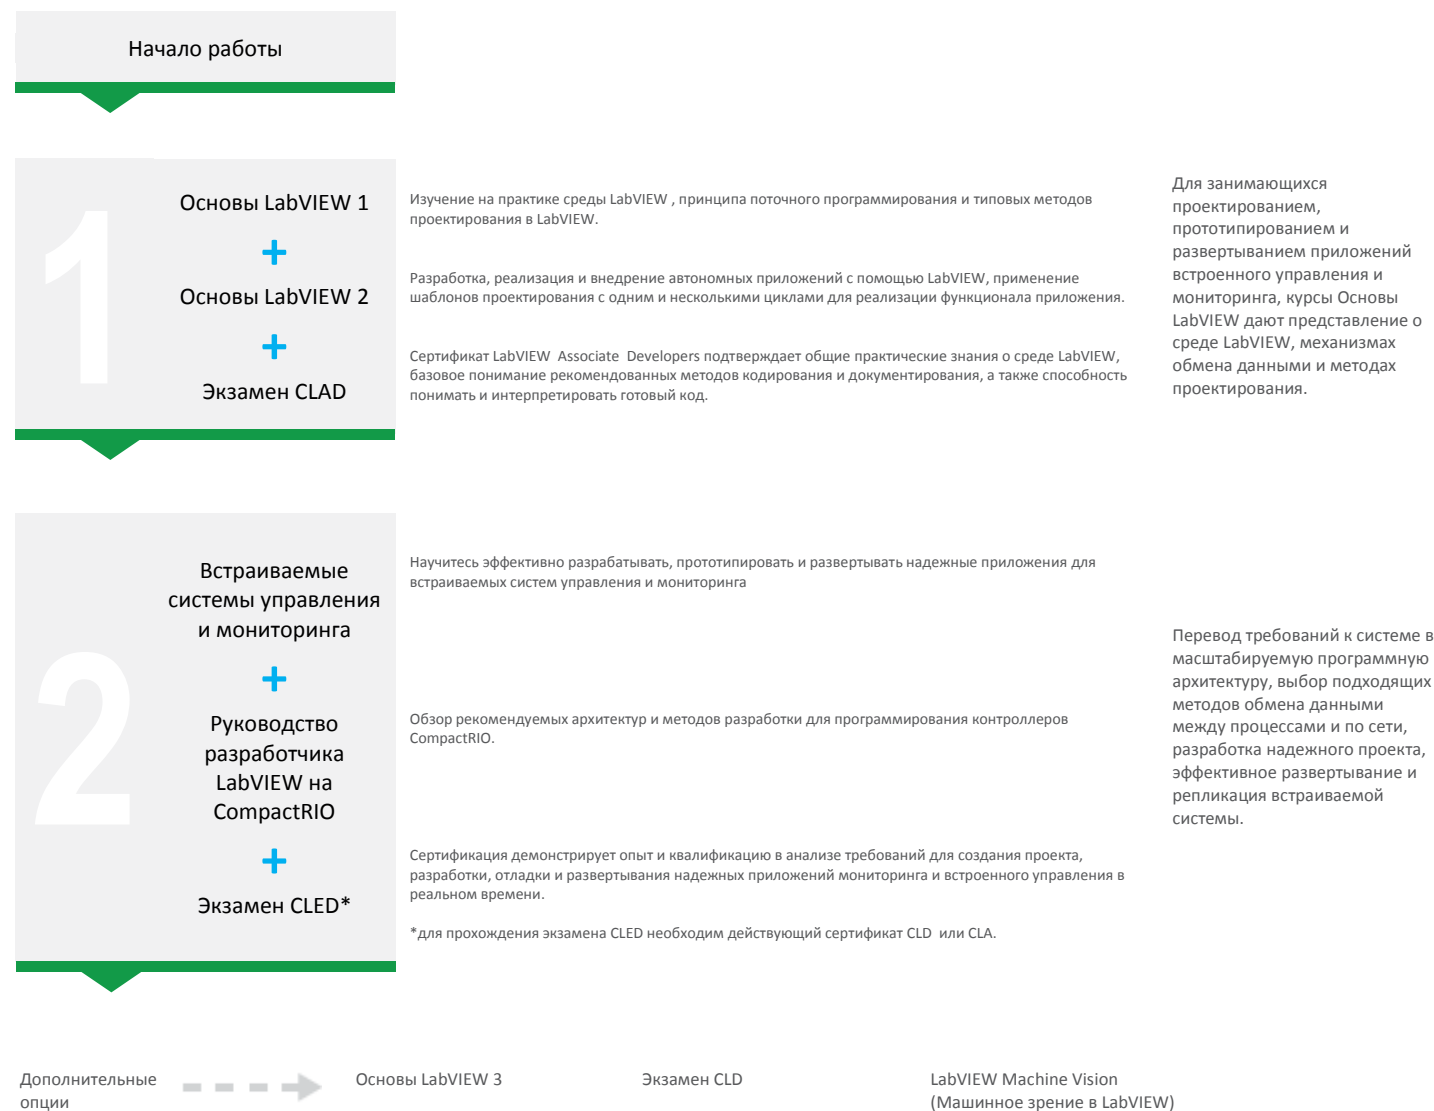 Начало работы
1
Основы LabVIEW 1
+
Основы LabVIEW 2
+
Экзамен CLAD
Изучение на практике среды LabVIEW , принципа поточного программирования и типовых методов
проектирования в LabVIEW.
Разработка, реализация и внедрение автономных приложений с помощью LabVIEW, применение
шаблонов проектирования с одним и несколькими циклами для реализации функционала приложения.
Сертификат LabVIEW Associate Developers подтверждает общие практические знания о среде LabVIEW,
базовое понимание рекомендованных методов кодирования и документирования, а также способность
понимать и интерпретировать готовый код.
Для занимающихся
проектированием,
прототипированием и
развертыванием приложений
встроенного управления и
мониторинга, курсы Основы
LabVIEW дают представление о
среде LabVIEW, механизмах
обмена данными и методах
проектирования.
2
Встраиваемые
системы управления
и мониторинга
+
Руководство
разработчика
LabVIEW на
CompactRIO
+
Экзамен CLED*
Научитесь эффективно разрабатывать, прототипировать и развертывать надежные приложения для
встраиваемых систем управления и мониторинга
Обзор рекомендуемых архитектур и методов разработки для программирования контроллеров
CompactRIO.
Сертификация демонстрирует опыт и квалификацию в анализе требований для создания проекта,
разработки, отладки и развертывания надежных приложений мониторинга и встроенного управления в
реальном времени.
*для прохождения экзамена CLED необходим действующий сертификат CLD или CLA.
Перевод требований к системе в
масштабируемую программную
архитектуру, выбор подходящих
методов обмена данными
между процессами и по сети,
разработка надежного проекта,
эффективное развертывание и
репликация встраиваемой
системы.
Дополнительные
опции
Основы LabVIEW 3
Экзамен CLD
LabVIEW Machine Vision
(Машинное зрение в LabVIEW)